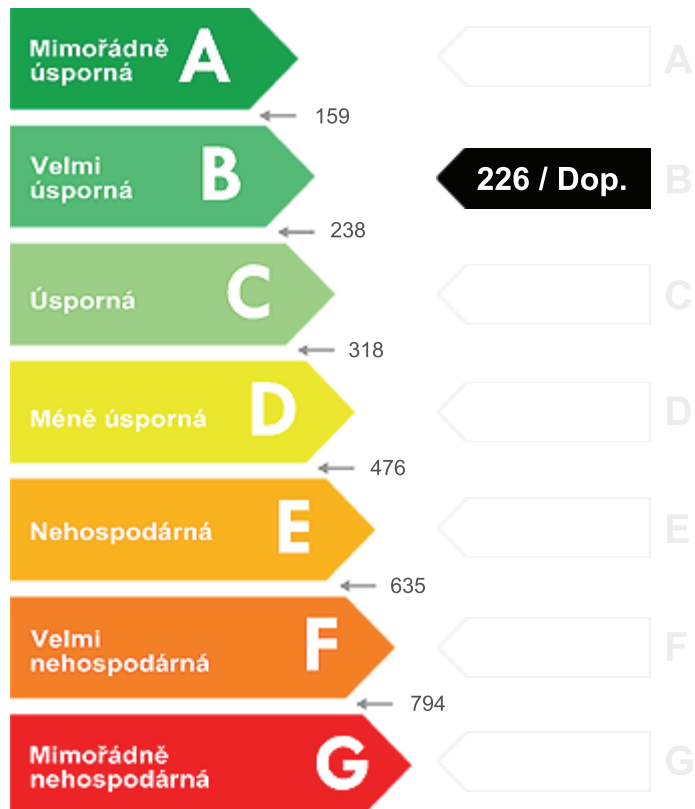 Mimořádně
úsporná
A
A
159
Velmi
úsporná
B
226 / Dop.
B
238
Úsporná
C
C
318
Méně úsporná
D
D
476
Nehospodárná
E
E
635
Velmi
nehospodárná
F
F
794
Mimořádně
nehospodárná
G
G